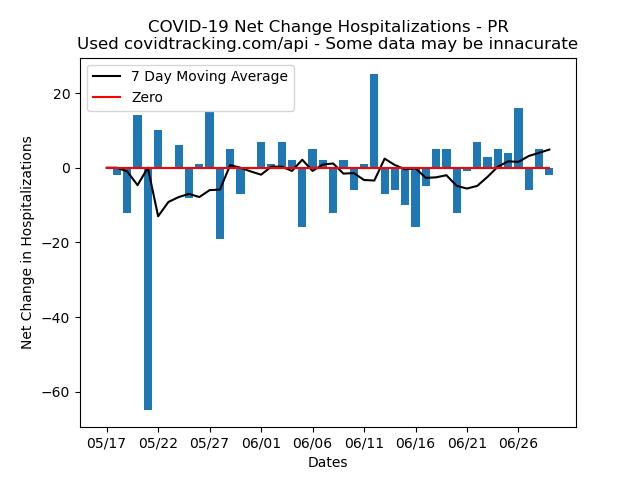 COVID-19 Net Change Hospitalizations - PR
Used covidtracking.com/api - Some data may be innacurate
7 Day Moving Average
Zero
20
0
−20
−40
−60
Net Change in Hospitalizations
05/17 05/22 05/27 06/01 06/06 06/11 06/16 06/21 06/26
Dates